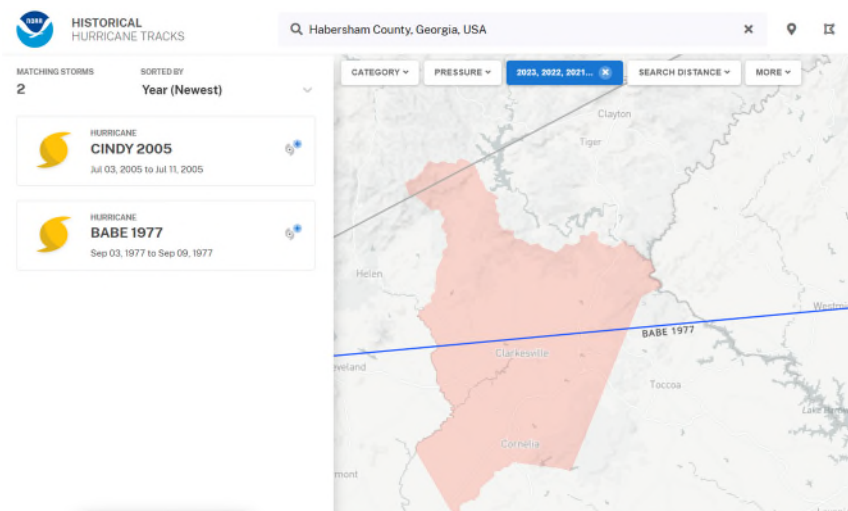 NOAA
HISTORICAL
HURRICANE TRACKS
Habersham County, Georgia, USA
MATCHING STORMS
2
SORTED BY
Year (Newest)
HURRICANE
CINDY 2005
Jul 03, 2005 to Jul 11, 2005
HURRICANE
BABE 1977
Sep 03, 1977 to Sep 09, 1977
CATEGORY
PRESSURE
2023, 2022, 2021...
SEARCH DISTANCE
MORE
Clayton
Tiger
Helen
BABE 1977
Clarkesville
veland
Toccoa
Cornelia
mont